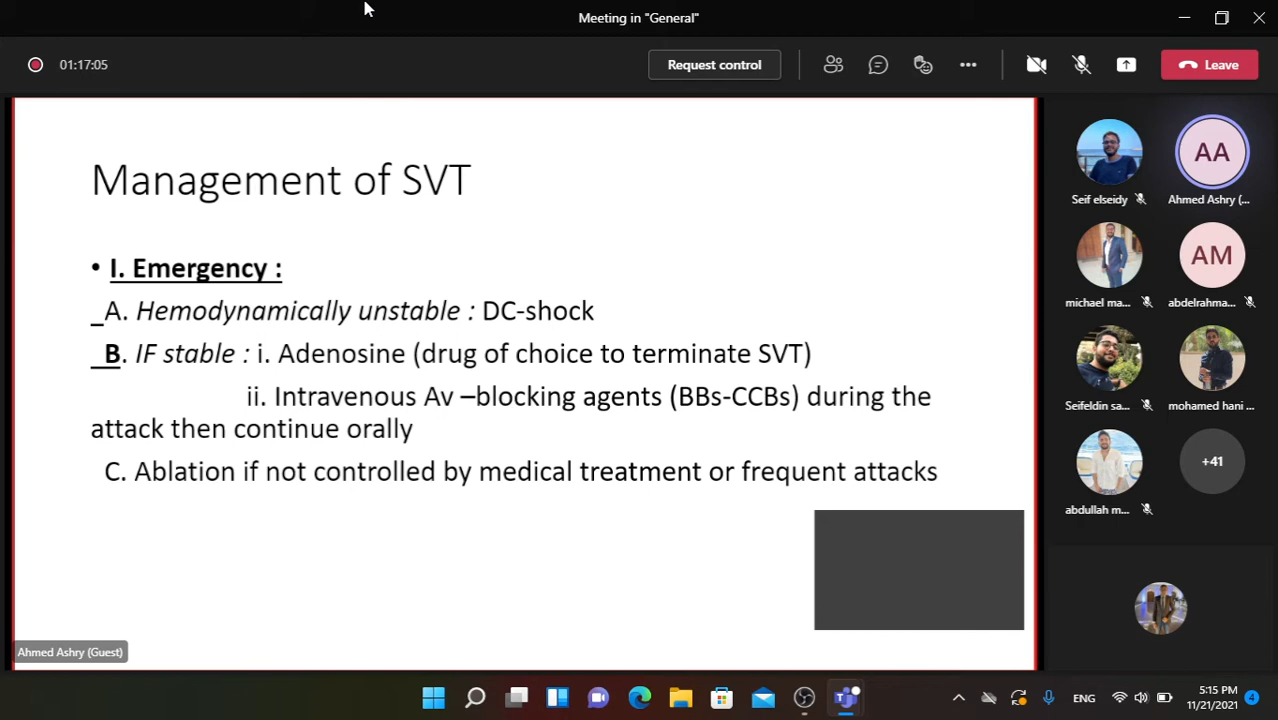 Meeting in "General"
01:17:05
Request control
Leave
Management of SVT
• I. Emergency :
_A. Hemodynamically unstable : DC-shock
_B. IF stable : i. Adenosine (drug of choice to terminate SVT)
ii. Intravenous Av –blocking agents (BBs-CCBs) during the
attack then continue orally
C. Ablation if not controlled by medical treatment or frequent attacks
Ahmed Ashry (Guest)
AA
Seif elseidy
Ahmed Ashry (...
AM
michael ma...
abdelrahma...
Seifeldin sa...
mohamed hani ...
+41
abdullah m...
ENG
5:15 PM
11/21/2021
4